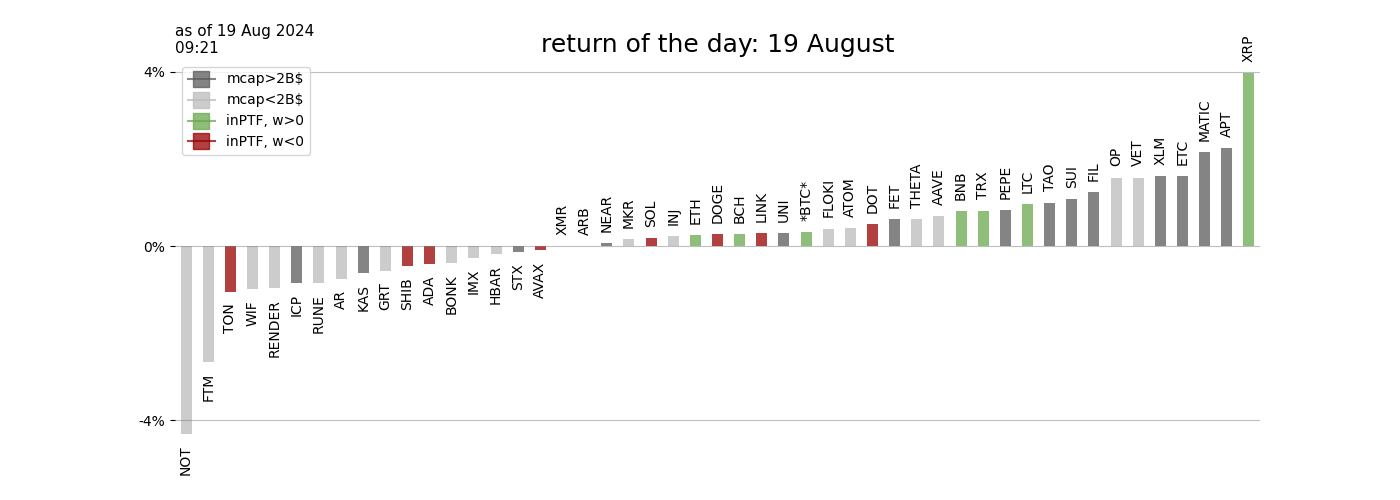 as of 19 Aug 2024
09:21
return of the day: 19 August
mcap>2B$
mcap<2B$
inPTF, w>0
inPTF, w<0
4%
0%
-4%
NOT
FTM
TON
WIF
RENDER
ICP
RUNE
AR
KAS
GRT
SHIB
ADA
BONK
IMX
HBAR
STX
AVAX
XMR
ARB
NEAR
MKR
SOL
INJ
ETH
DOGE
BCH
LINK
UNI
*BTC*
FLOKI
ATOM
DOT
FET
THETA
AAVE
BNB
TRX
PEPE
LTC
TAO
SUI
FIL
OP
VET
XLM
ETC
MATIC
APT
XRP